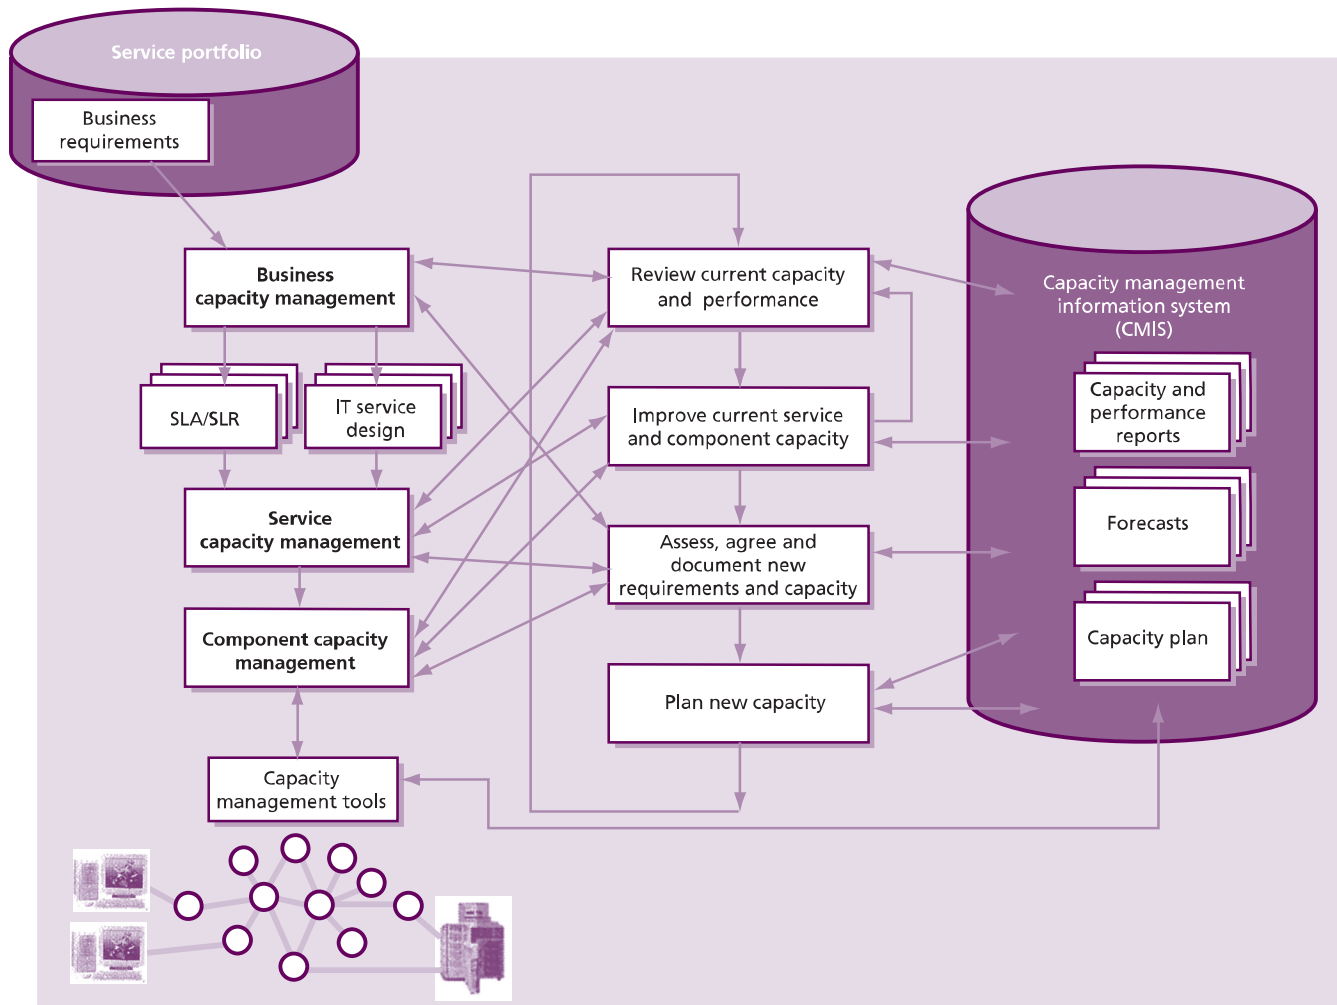 Service portfolio
Business
requirements
Business
capacity management
SLA/SLR
IT service
design
Service
capacity management
Component capacity
management
Capacity
management tools
Review current capacity
and performance
Improve current service
and component capacity
Assess, agree and
document new
requirements and capacity
Plan new capacity
Capacity management
information system
(CMIS)
Capacity and
performance
reports
Forecasts
Capacity plan